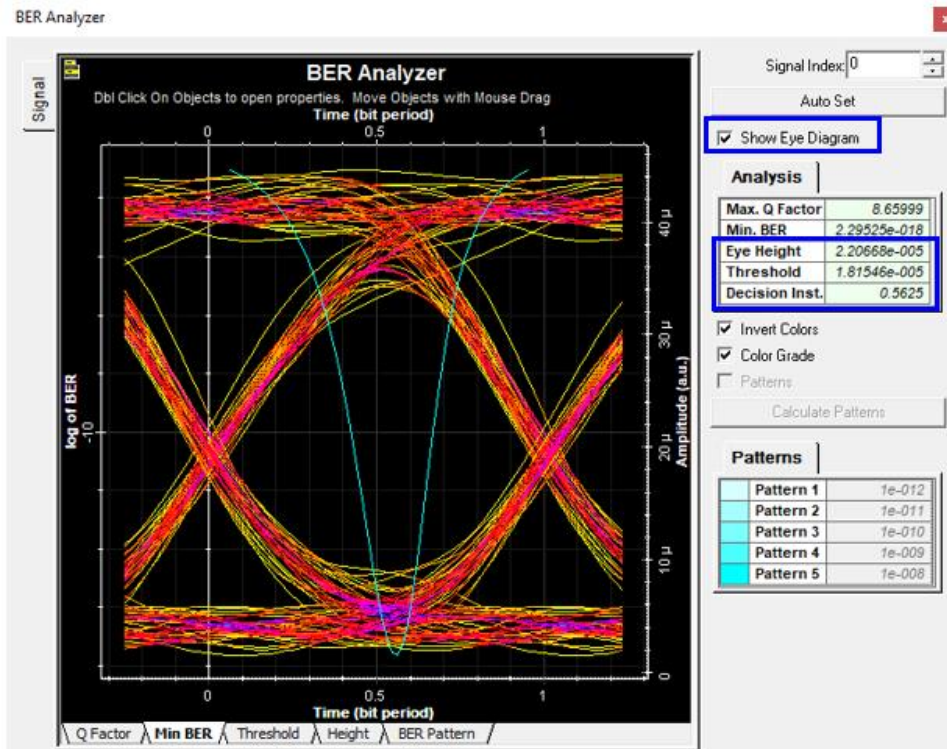 BER Analyzer
x
Signal
BER Analyzer
Dbl Click On Objects to open properties. Move Objects with Mouse Drag
Time (bit period)
0 0.5 1
log of BER
-10
Amplitude (a.u.)
40 µ
30 µ
20 µ
10 µ
0
0 0.5 1
Time (bit period)
Q Factor Min BER Threshold Height BER Pattern
Signal Index: 0
Auto Set
Show Eye Diagram
Analysis
Max. Q Factor 8.65999
Min. BER 2.29525e-018
Eye Height 2.20668e-005
Threshold 1.81546e-005
Decision Inst. 0.5625
Invert Colors
Color Grade
Patterns
Calculate Patterns
Patterns
Pattern 1 1e-012
Pattern 2 1e-011
Pattern 3 1e-010
Pattern 4 1e-009
Pattern 5 1e-008